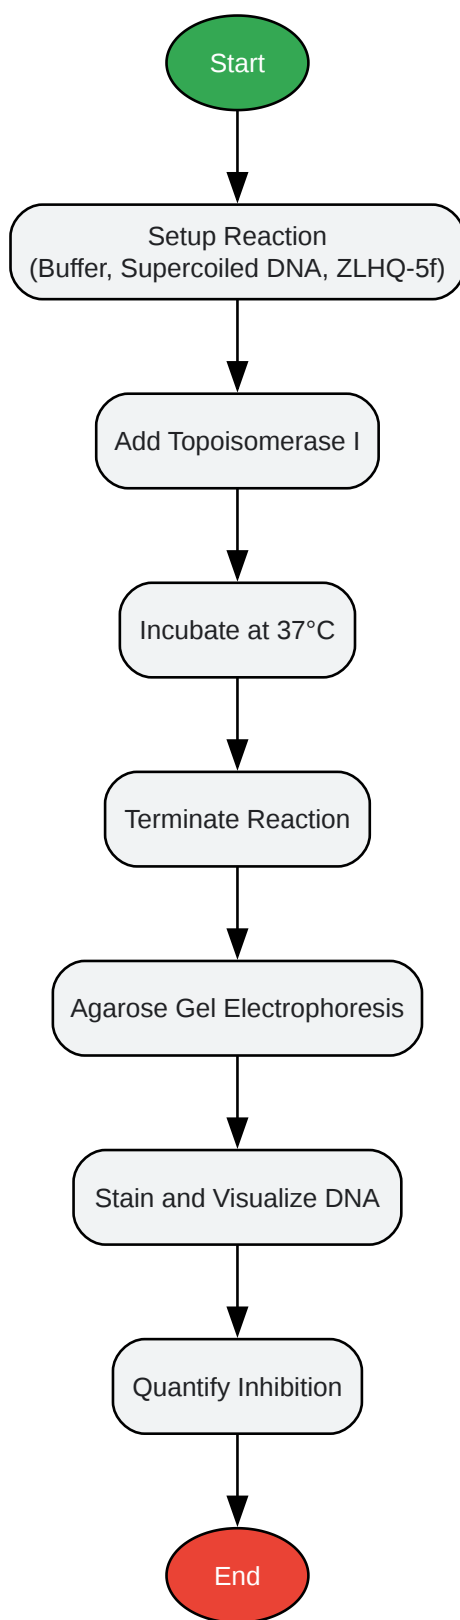 Start
Setup Reaction
(Buffer, Supercoiled DNA, ZLHQ-5f)
Add Topoisomerase I
Incubate at 37°C
Terminate Reaction
Agarose Gel Electrophoresis
Stain and Visualize DNA
Quantify Inhibition
End